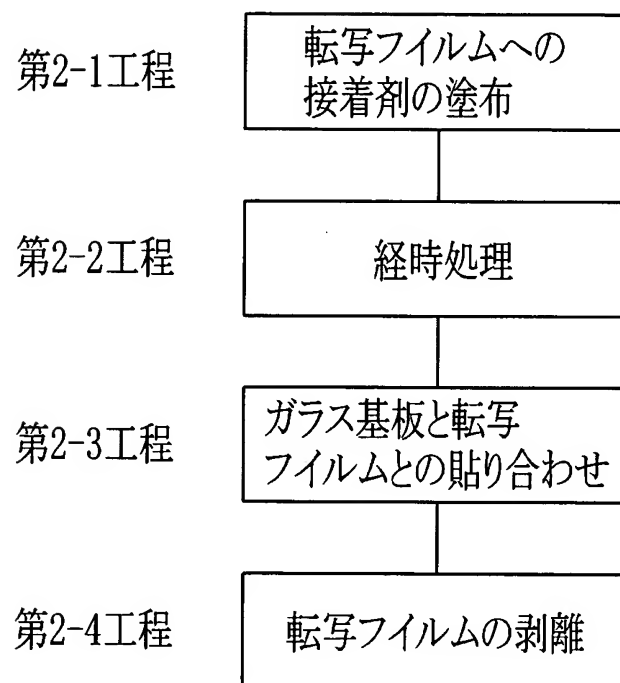 第2-1工程
転写フイルムへの
接着剤の塗布
第2-2工程
経時処理
第2-3工程
ガラス基板と転写
フイルムとの貼り合わせ
第2-4工程
転写フイルムの剥離